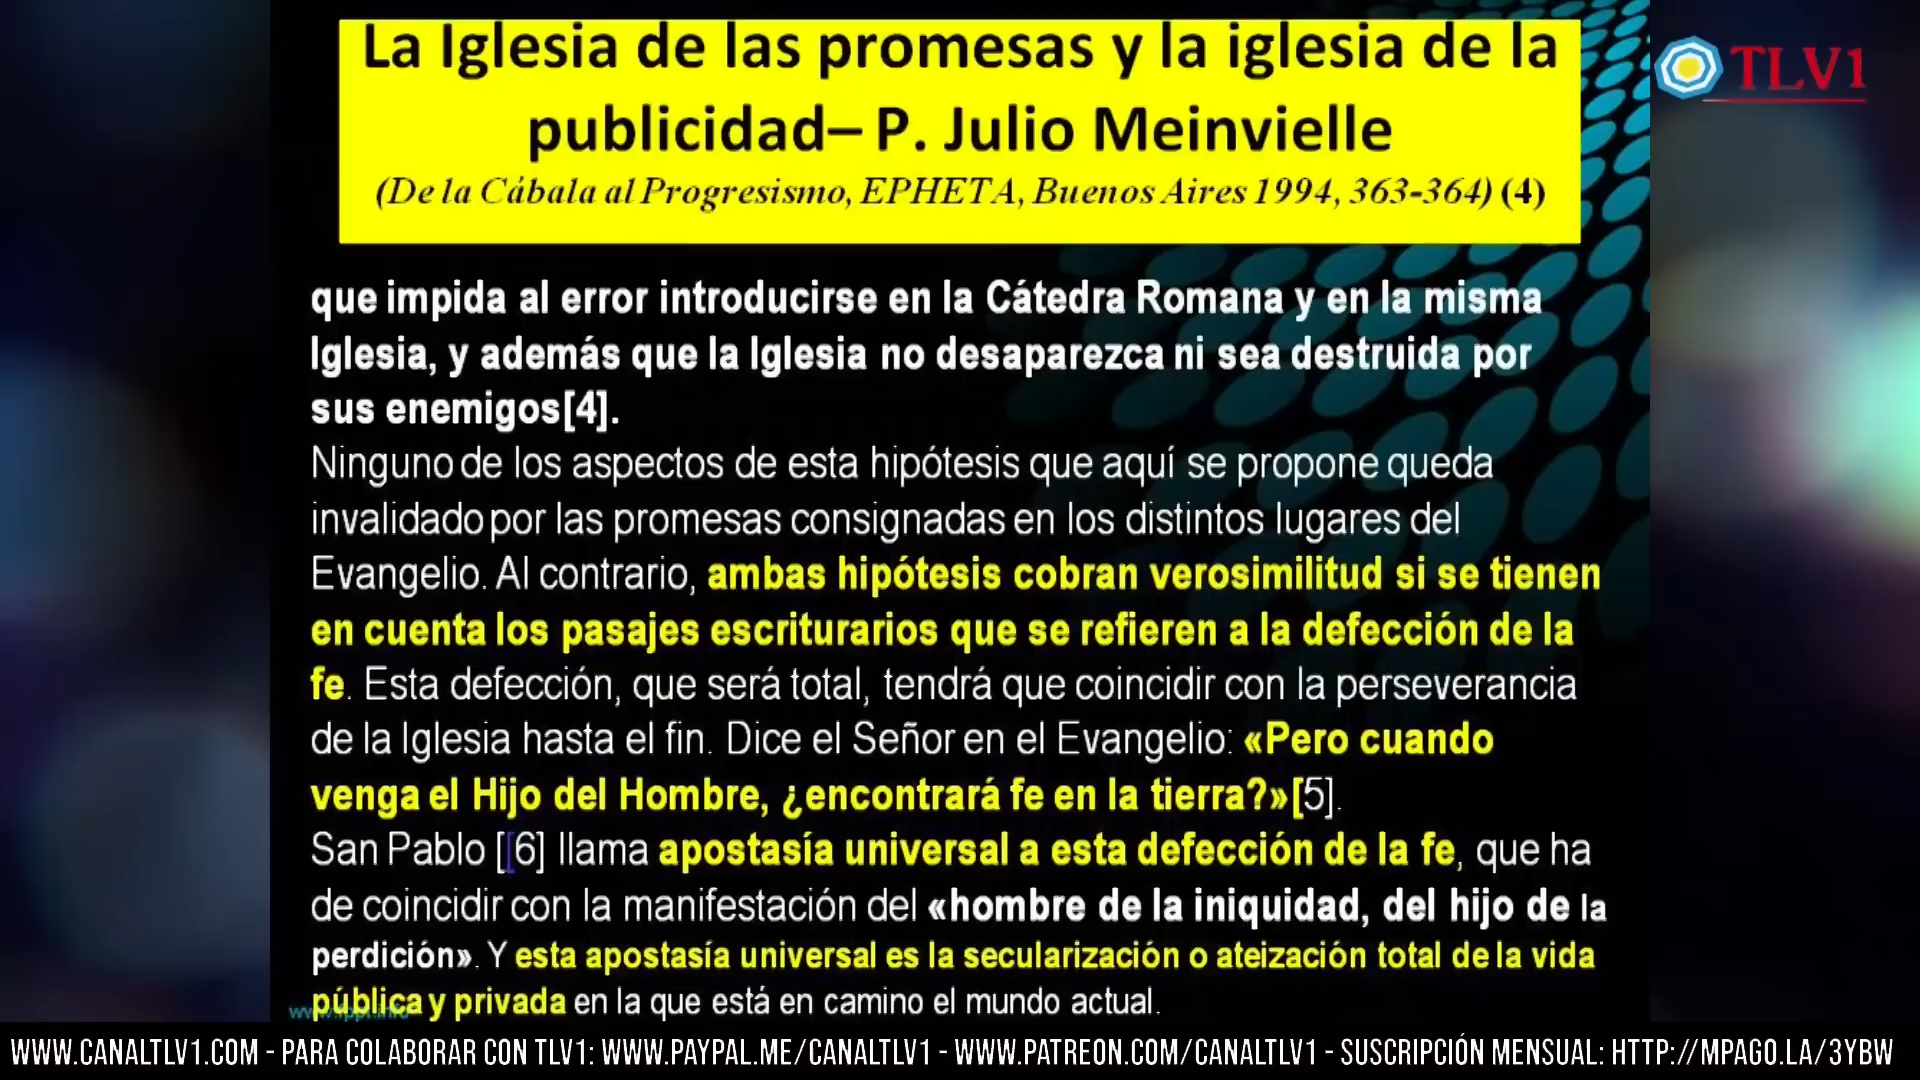 La Iglesia de las promesas y la iglesia de la
publicidad– P. Julio Meinvielle
(De la Cábala al Progresismo, EPHETA, Buenos Aires 1994, 363-364) (4)
TLV1
que impida al error introducirse en la Cátedra Romana y en la misma
Iglesia, y además que la Iglesia no desaparezca ni sea destruida por
sus enemigos[4].
Ninguno de los aspectos de esta hipótesis que aquí se propone queda
invalidado por las promesas consignadas en los distintos lugares del
Evangelio. Al contrario, ambas hipótesis cobran verosimilitud si se tienen
en cuenta los pasajes escriturarios que se refieren a la defección de la
fe. Esta defección, que será total, tendrá que coincidir con la perseverancia
de la Iglesia hasta el fin. Dice el Señor en el Evangelio: «Pero cuando
venga el Hijo del Hombre, ¿encontrará fe en la tierra?»[5].
San Pablo [[6] llama apostasía universal a esta defección de la fe, que ha
de coincidir con la manifestación del «hombre de la iniquidad, del hijo de la
perdición». Y esta apostasía universal es la secularización o ateización total de la vida
pública y privada en la que está en camino el mundo actual.
WWW.CANALTLV1.COM - PARA COLABORAR CON TLV1: WWW.PAYPAL.ME/CANALTLV1 - WWW.PATREON.COM/CANALTLV1 - SUSCRIPCIÓN MENSUAL: HTTP://MPAGO.LA/3YBW